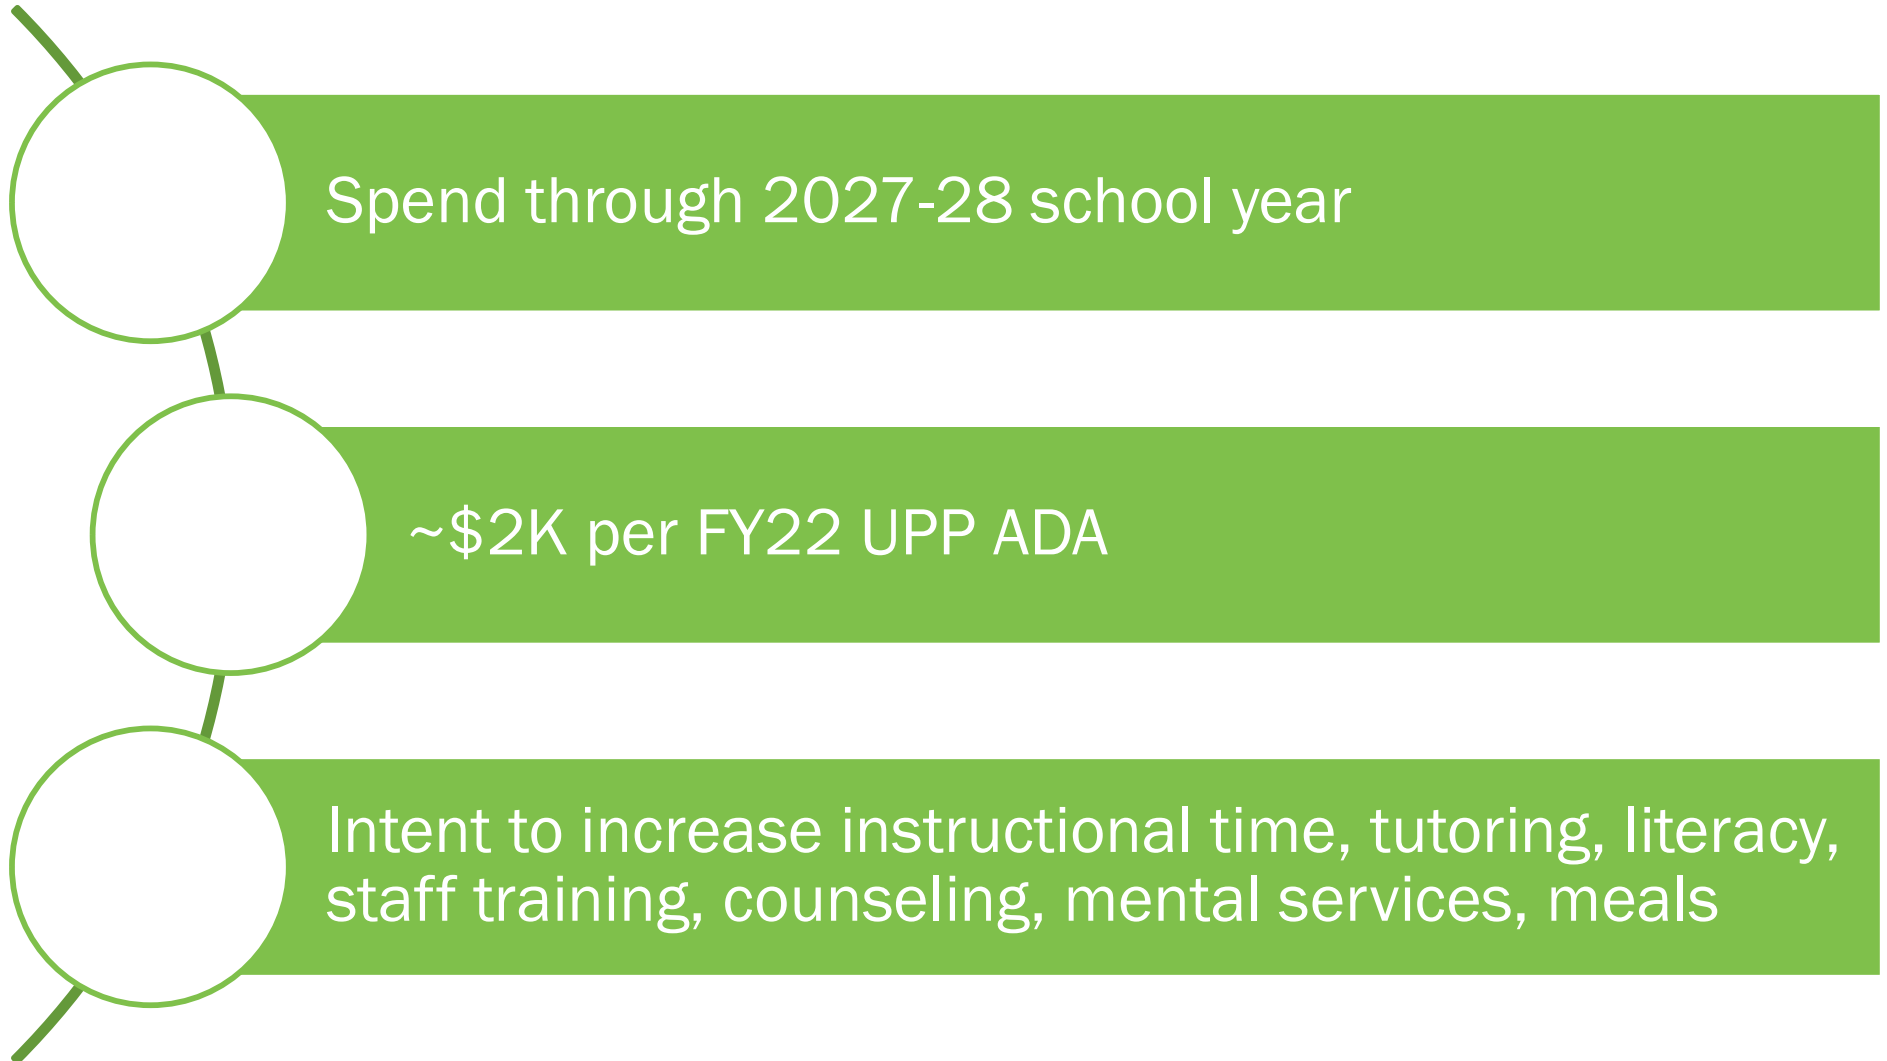 Spend through 2027-28 school year
~$2K per FY22 UPP ADA
Intent to increase instructional time, tutoring, literacy,
staff training, counseling, mental services, meals